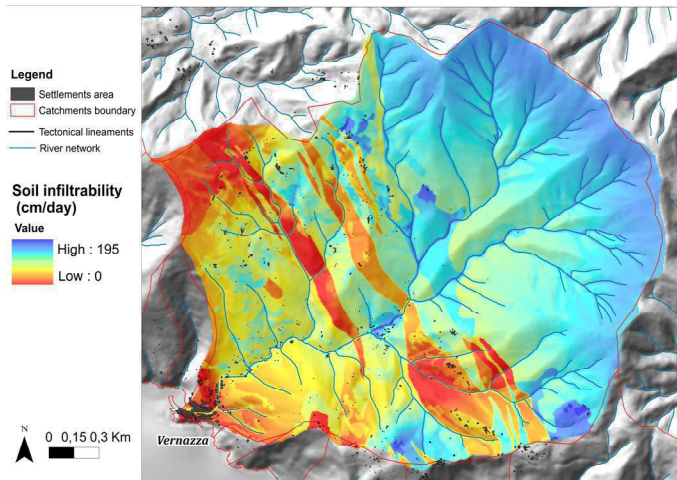 Legend
Settlements area
Catchments boundary
Tectonical lineaments
River network
Soil infiltrability
(cm/day)
Value
High : 195
Low : 0
N
0 0,15 0,3 Km
Vernazza